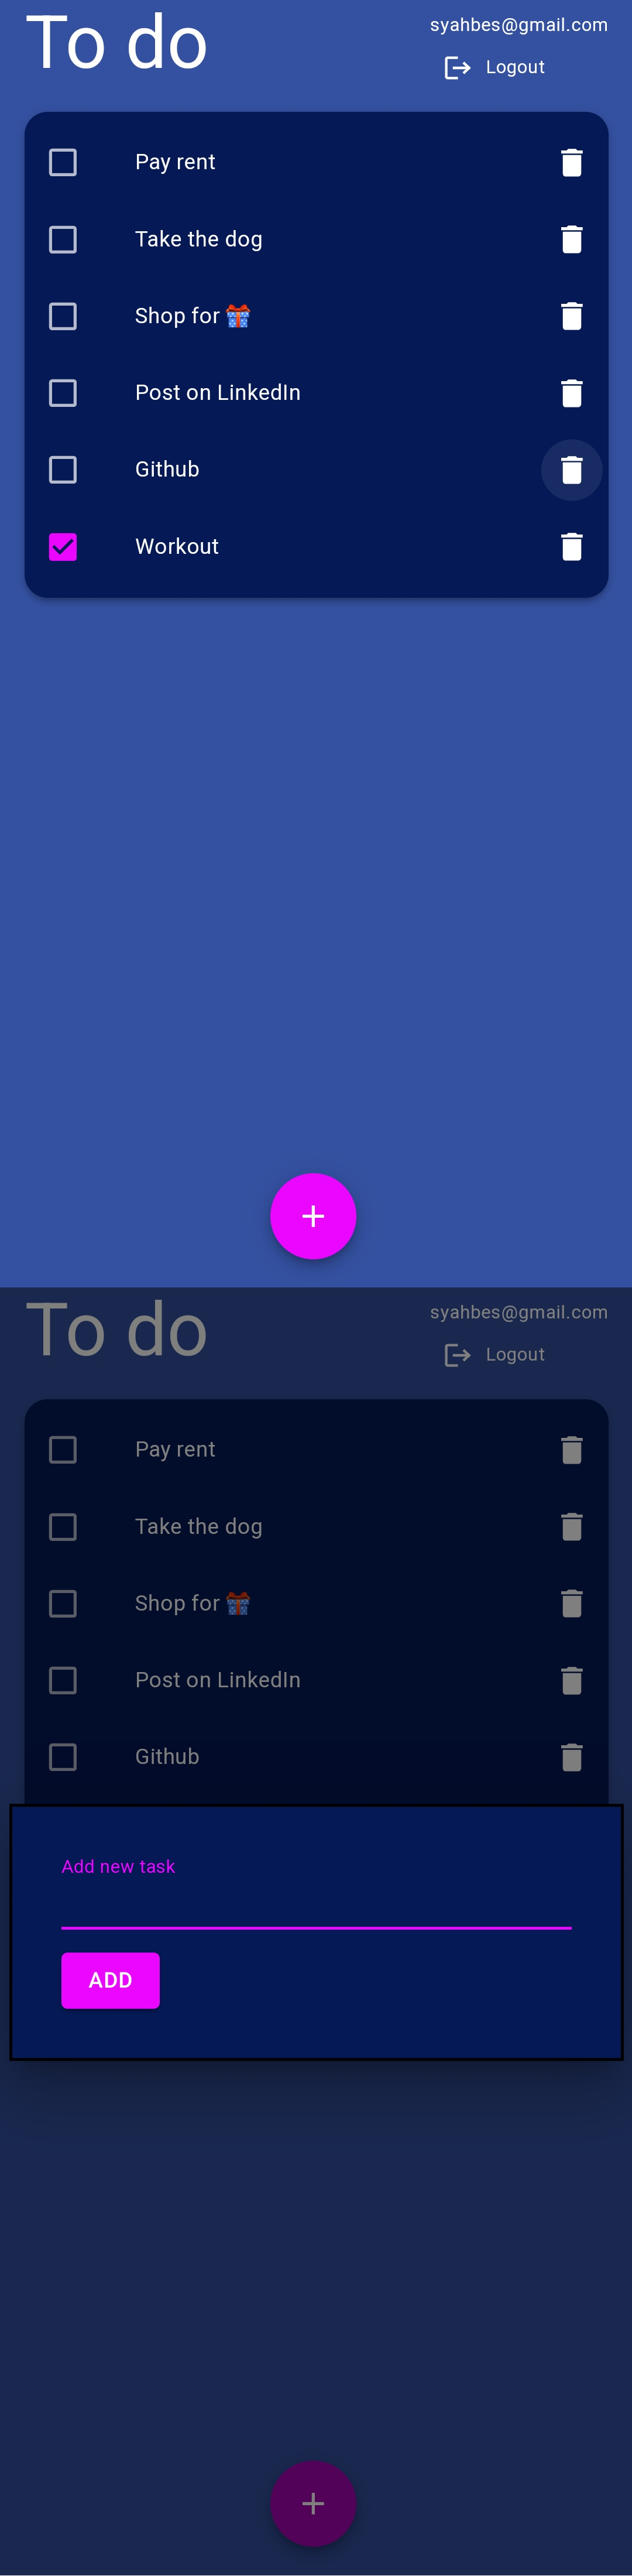 To do
syahbes@gmail.com
Logout
Pay rent
Take the dog
Shop for 🎁
Post on LinkedIn
Github
Workout
+
To do
syahbes@gmail.com
Logout
Pay rent
Take the dog
Shop for 🎁
Post on LinkedIn
Github
Add new task
ADD
+